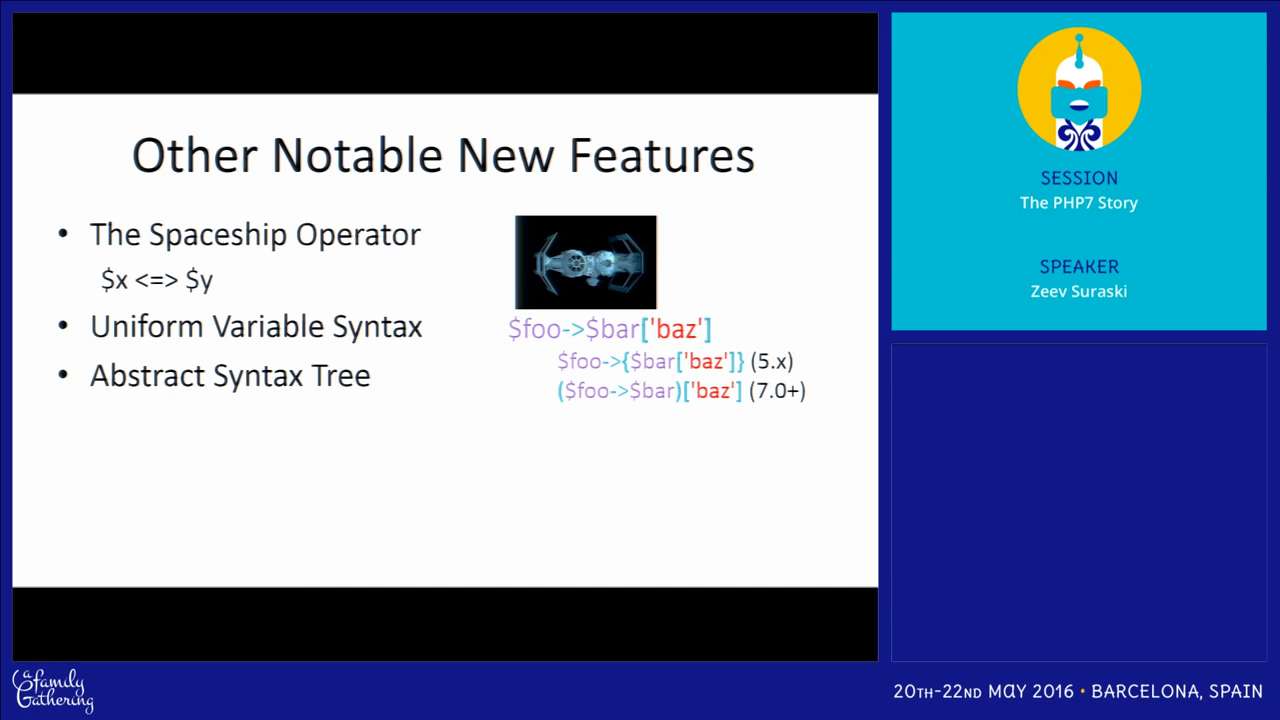 Other Notable New Features
• The Spaceship Operator
$x <=> $y
• Uniform Variable Syntax
• Abstract Syntax Tree
$foo->$bar['baz']
$foo->{$bar['baz']} (5.x)
($foo->$bar)['baz'] (7.0+)
SESSION
The PHP7 Story
SPEAKER
Zeev Suraski
a family
Gathering
20TH-22ND MAY 2016 • BARCELONA, SPAIN